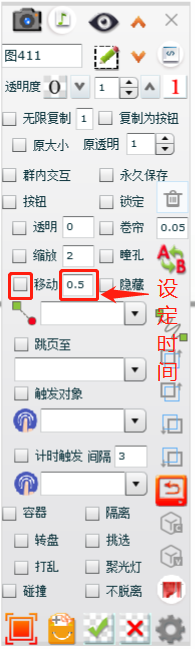 图411
透明度 0 1 1
无限复制 1 复制为按钮
原大小 原透明 1
群内交互 永久保存
按钮 锁定
透明 0 卷帘 0.05
缩放 2 瞳孔 A B
移动 0.5 隐藏
设定时间
跳页至
触发对象
计时触发 间隔 3
容器 隔离
转盘 挑选
打乱 聚光灯
碰撞 不脱离